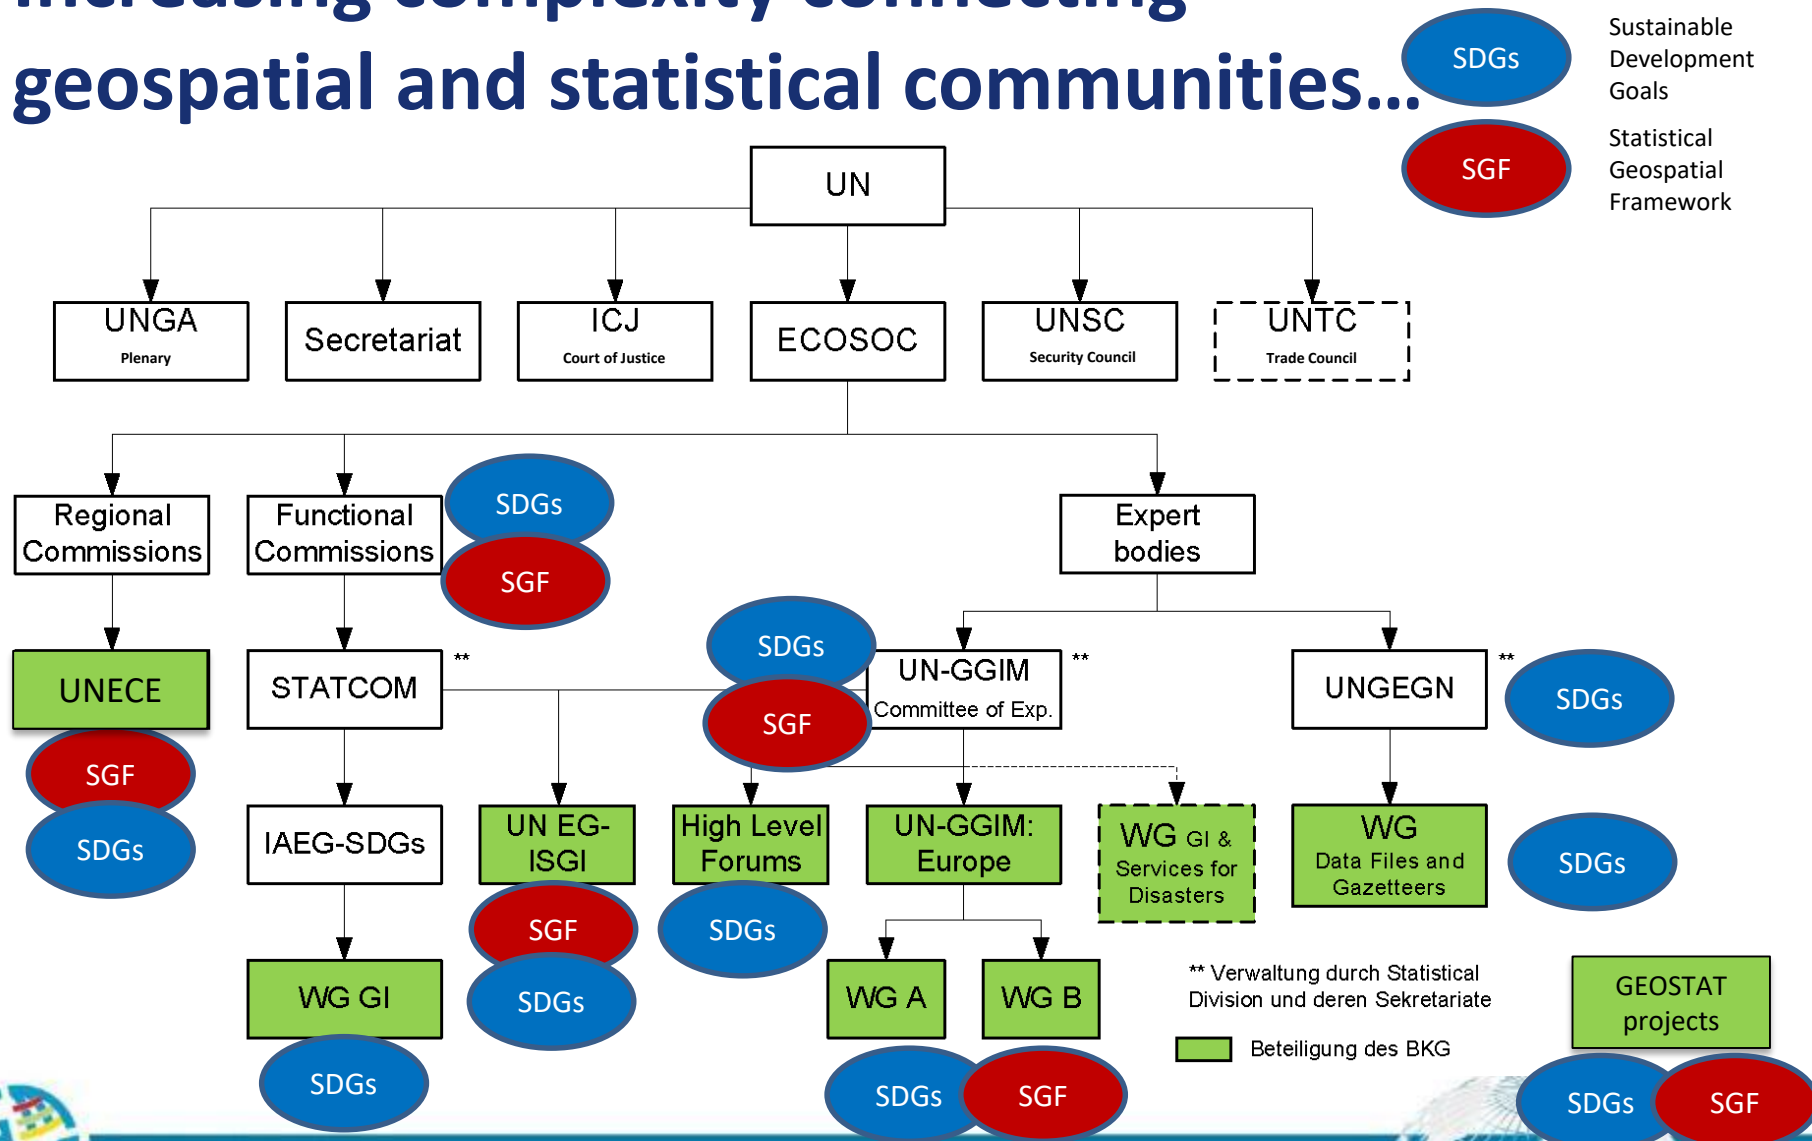 increasing complexity connecting
geospatial and statistical communities...
SDGs
Sustainable
Development
Goals
SGF
Statistical
Geospatial
Framework
UN
UNGA
Plenary
Secretariat
ICJ
Court of Justice
ECOSOC
UNSC
Security Council
UNTC
Trade Council
Regional
Commissions
Functional
Commissions
SDGs
SGF
Expert
bodies
UNECE
SGF
SDGs
STATCOM
**
SDGs
SGF
UN-GGIM
Committee of Exp.
**
UNGEGN
**
SDGs
IAEG-SDGs
UN EG-
ISGI
SGF
SDGs
High Level
Forums
SDGs
UN-GGIM:
Europe
WG GI &
Services for
Disasters
WG
Data Files and
Gazetteers
SDGs
WG GI
SDGs
WG A
WG B
SDGs
SGF
** Verwaltung durch Statistical
Division und deren Sekretariate
Beteiligung des BKG
GEOSTAT
projects
SDGs
SGF